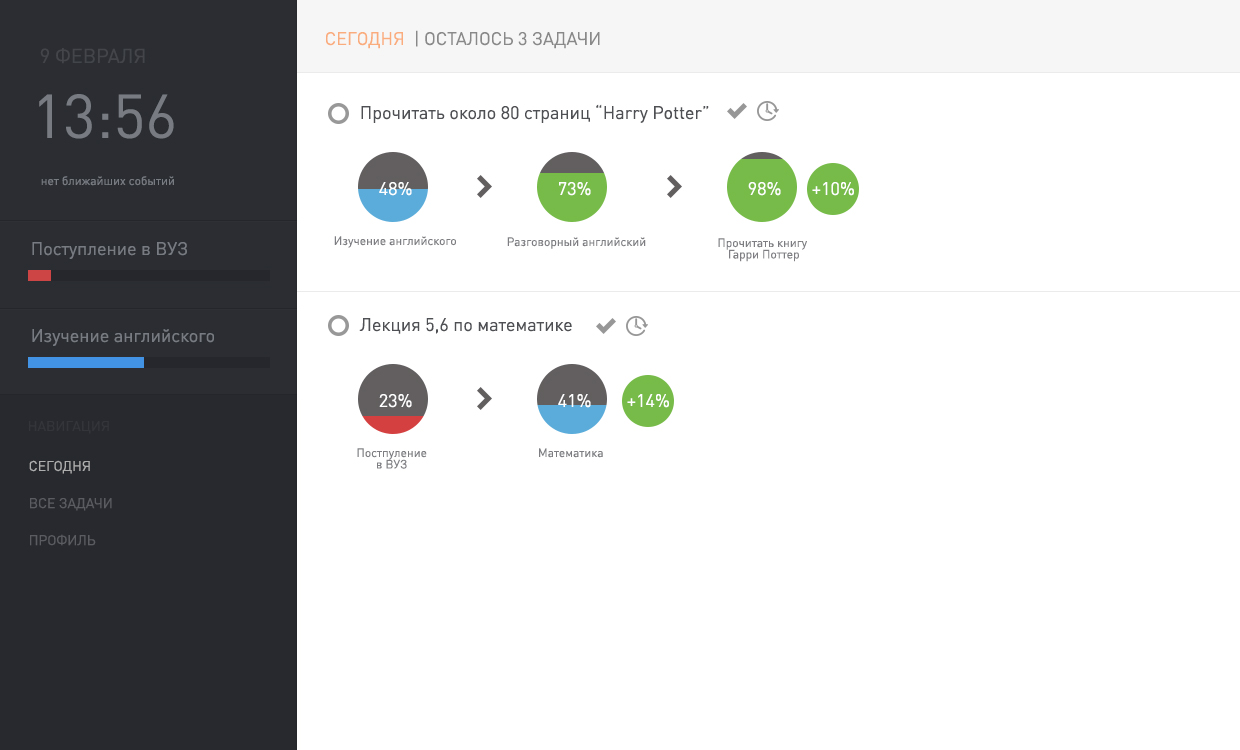 9 ФЕВРАЛЯ
13:56
нет ближайших событий
Поступление в ВУЗ
Изучение английского
НАВИГАЦИЯ
СЕГОДНЯ
ВСЕ ЗАДАЧИ
ПРОФИЛЬ
СЕГОДНЯ | ОСТАЛОСЬ 3 ЗАДАЧИ
Прочитать около 80 страниц “Harry Potter”
48%
73%
98%
+10%
Изучение английского
Разговорный английский
Прочитать книгу
Гарри Поттер
Лекция 5,6 по математике
23%
41%
+14%
Постпуление
в ВУЗ
Математика